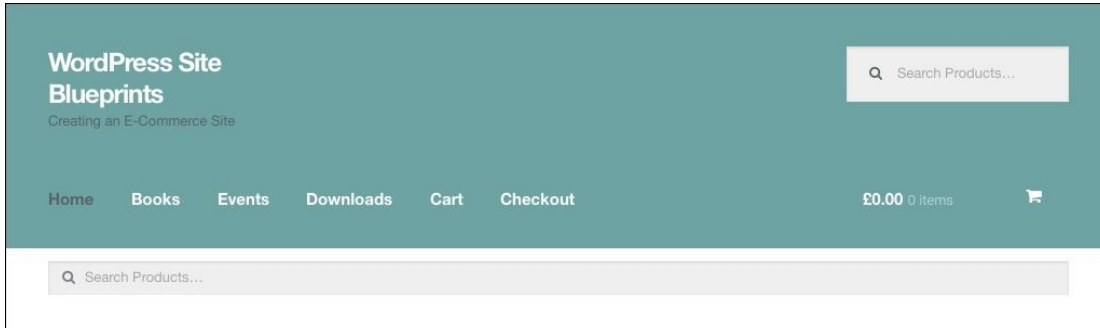 WordPress Site
Blueprints
Creating an E-Commerce Site
Search Products...
Home Books Events Downloads Cart Checkout
£0.00 0 items
Search Products...